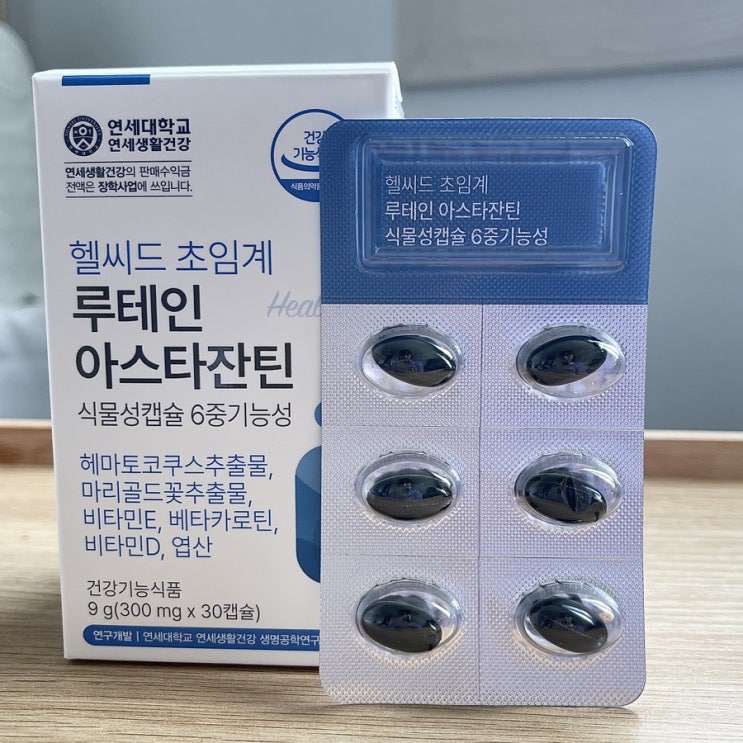 연세대학교
연세생활건강
연세생활건강의 판매수익금
전액은 장학사업에 쓰입니다.
헬씨드 초임계
루테인
아스타잔틴
식물성캡슐 6중기능성
헤마토코쿠스추출물,
마리골드꽃추출물,
비타민E, 베타카로틴,
비타민D, 엽산
건강기능식품
9 g(300 mg x 30캡슐)
연구개발 | 연세대학교 연세생활건강 생명공학연구
건강
헬씨드 초임계
루테인 아스타잔틴
식물성캡슐 6중기능성